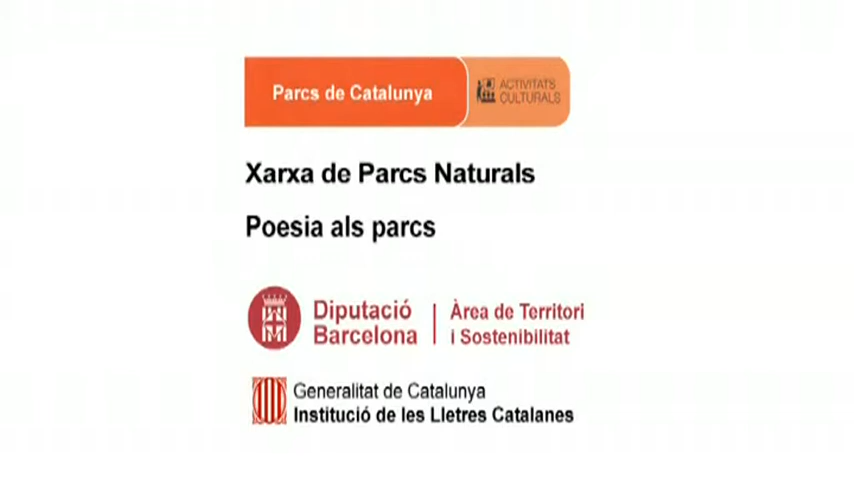 Parcs de Catalunya
ACTIVITATS
CULTURALS
Xarxa de Parcs Naturals
Poesia als parcs
Diputació
Barcelona
Àrea de Territori
i Sostenibilitat
Generalitat de Catalunya
Institució de les Lletres Catalanes